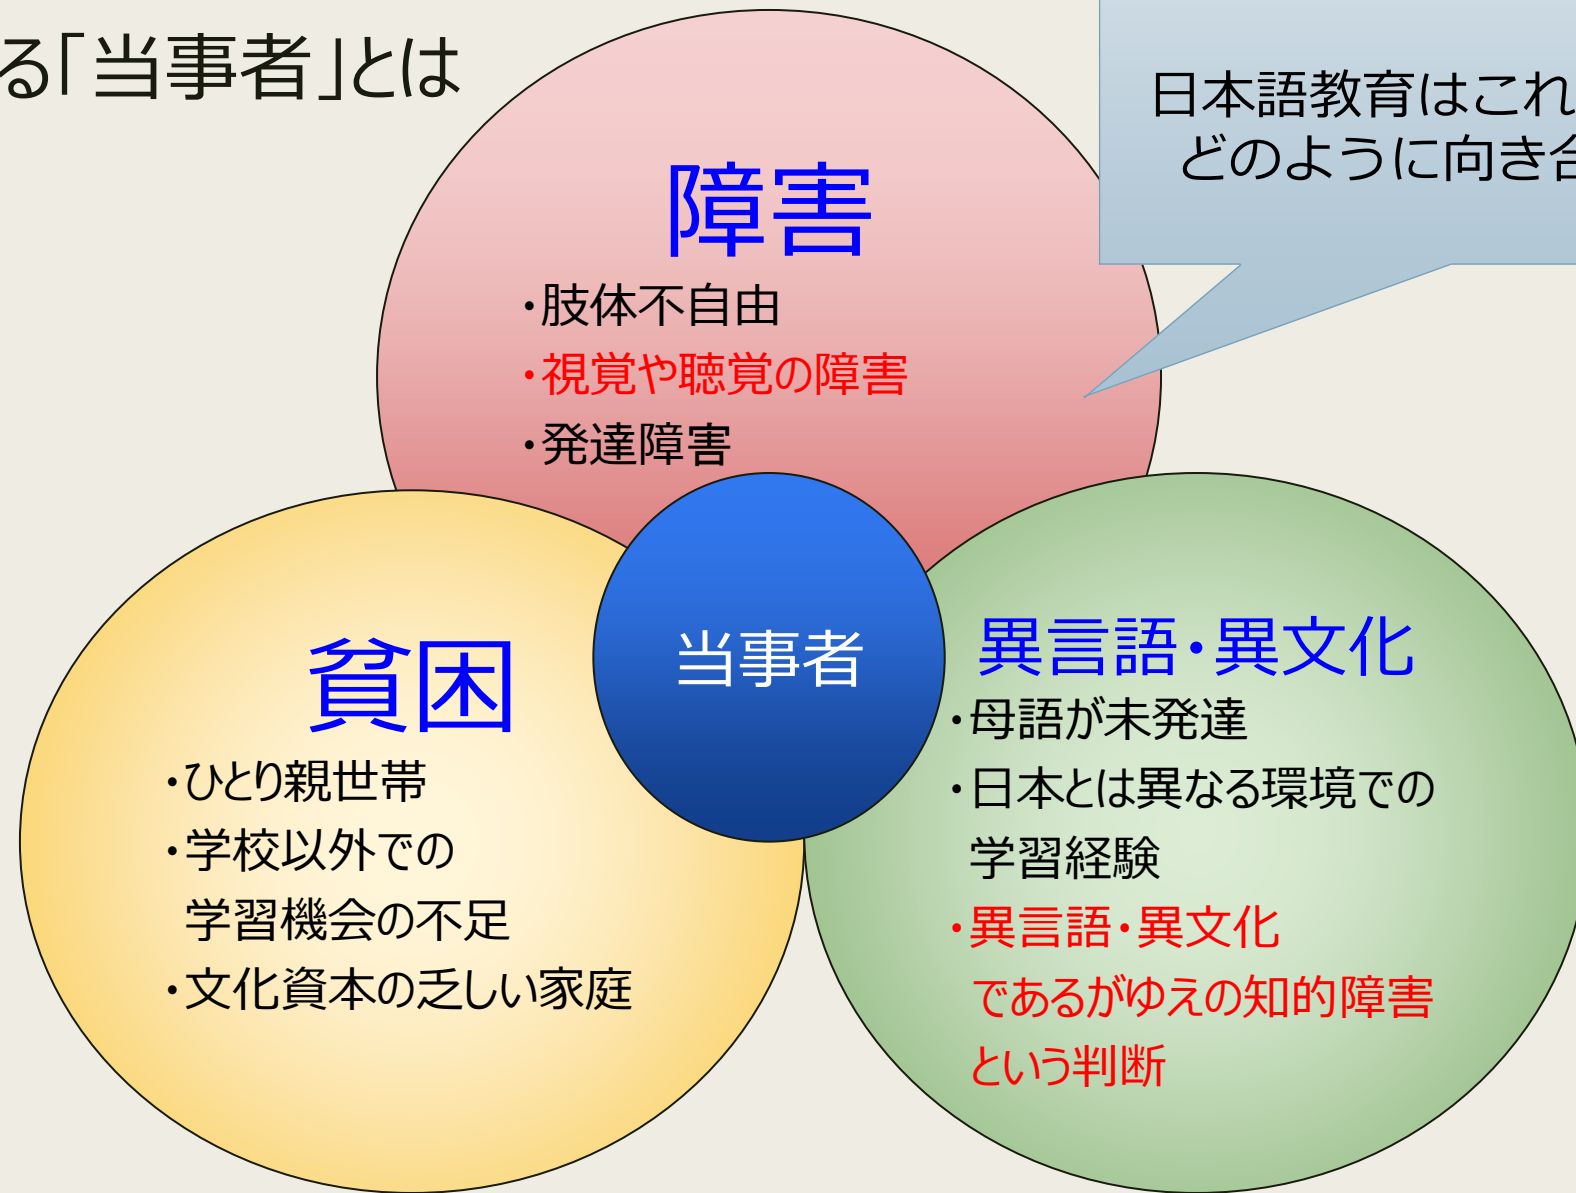 る「当事者」とは
日本語教育はこれ
どのように向き合
障害
・肢体不自由
・視覚や聴覚の障害
・発達障害
当事者
貧困
・ひとり親世帯
・学校以外での
学習機会の不足
・文化資本の乏しい家庭
異言語・異文化
・母語が未発達
・日本とは異なる環境での
学習経験
・異言語・異文化
であるがゆえの知的障害
という判断